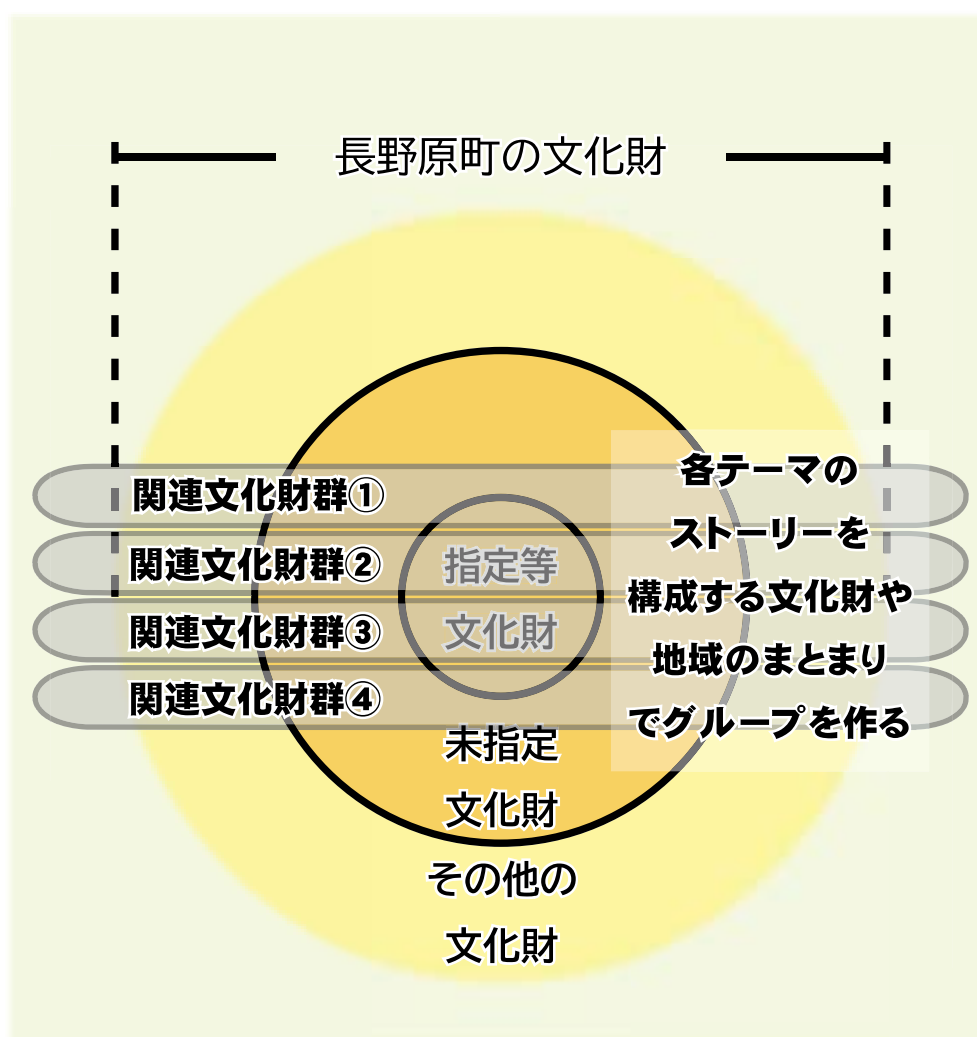 長野原町の文化財
関連文化財群①
関連文化財群②
関連文化財群③
関連文化財群④
指定等
文化財
未指定
文化財
その他の
文化財
各テーマの
ストーリーを
構成する文化財や
地域のまとまり
でグループを作る